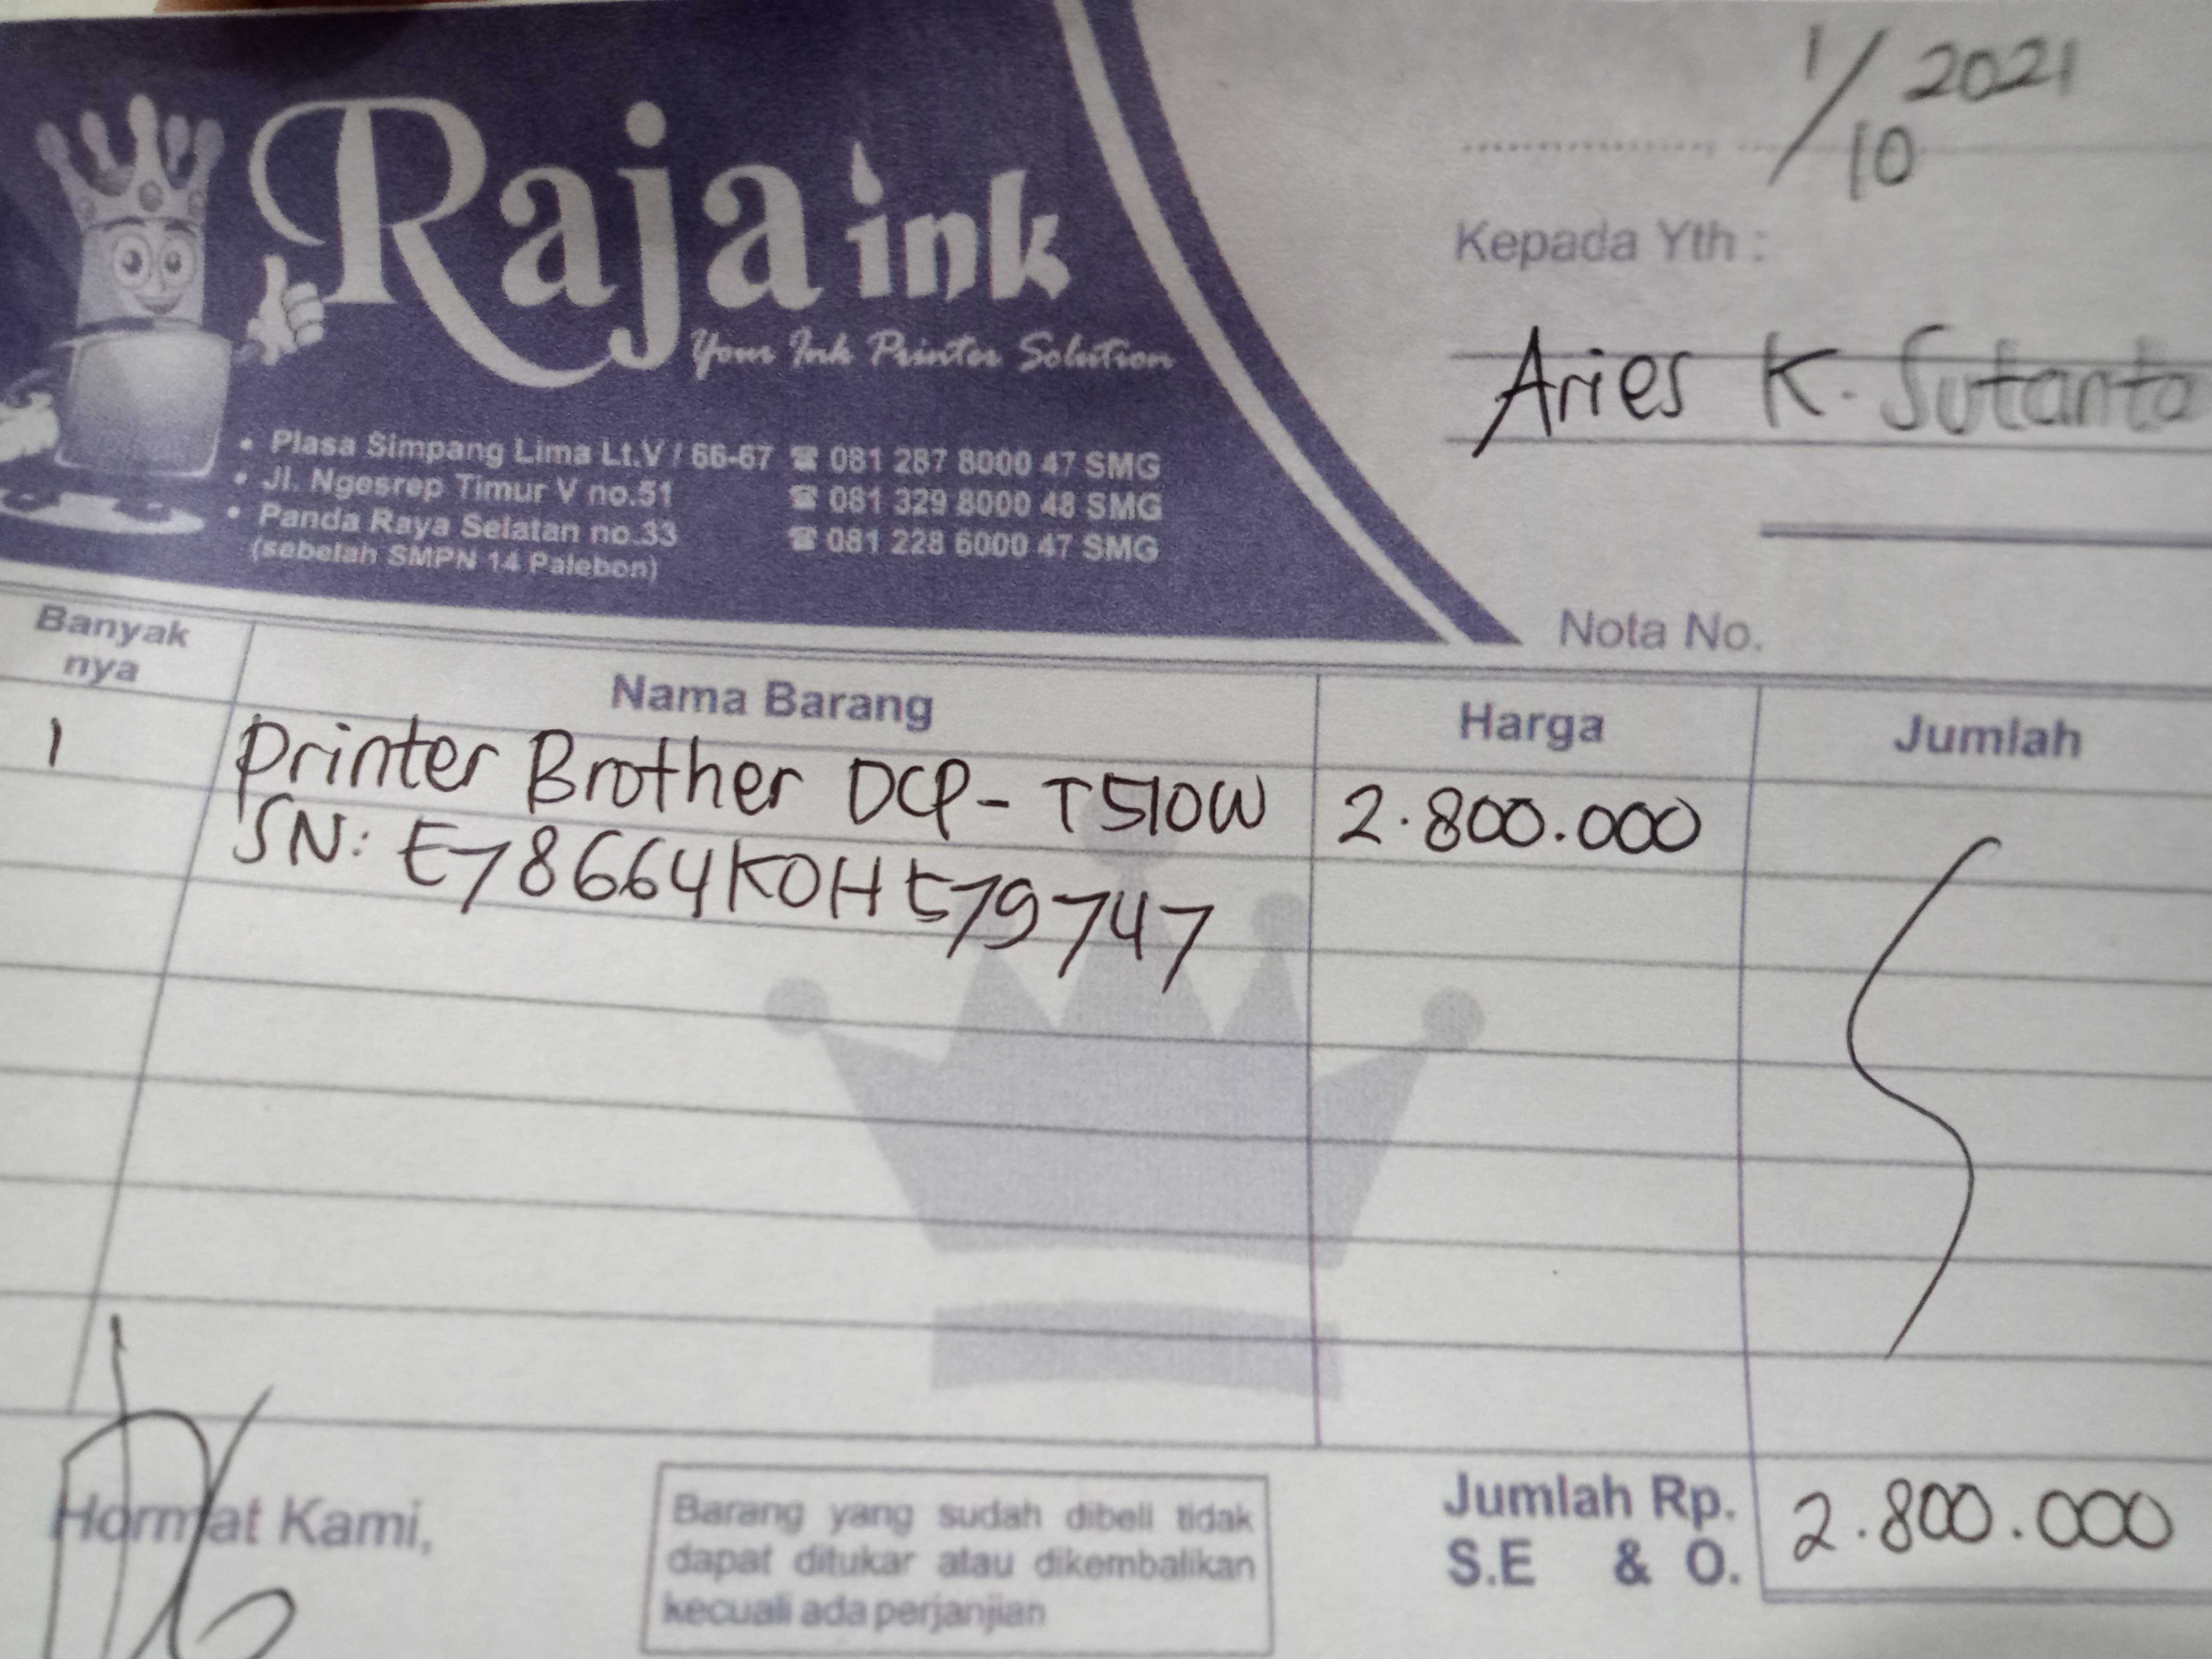 Raja ink
Your Ink Printer Solution
• Plasa Simpang Lima Lt.V / 66-67 ☎ 081 287 8000 47 SMG
• Jl. Ngesrep Timur V no.51 ☎ 081 329 8000 48 SMG
• Panda Raya Selatan no.33 ☎ 081 228 6000 47 SMG
(sebelah SMPN 14 Palebon)
1/10 2021
Kepada Yth :
Aries K. Sutanto
Nota No.
Banyak nya Nama Barang Harga Jumlah
1 Printer Brother DCP-T510W 2.800.000
SN: E78664K0H579747
Hormat Kami,
Barang yang sudah dibeli tidak
dapat ditukar atau dikembalikan
kecuali ada perjanjian
Jumlah Rp. 2.800.000
S.E & O.